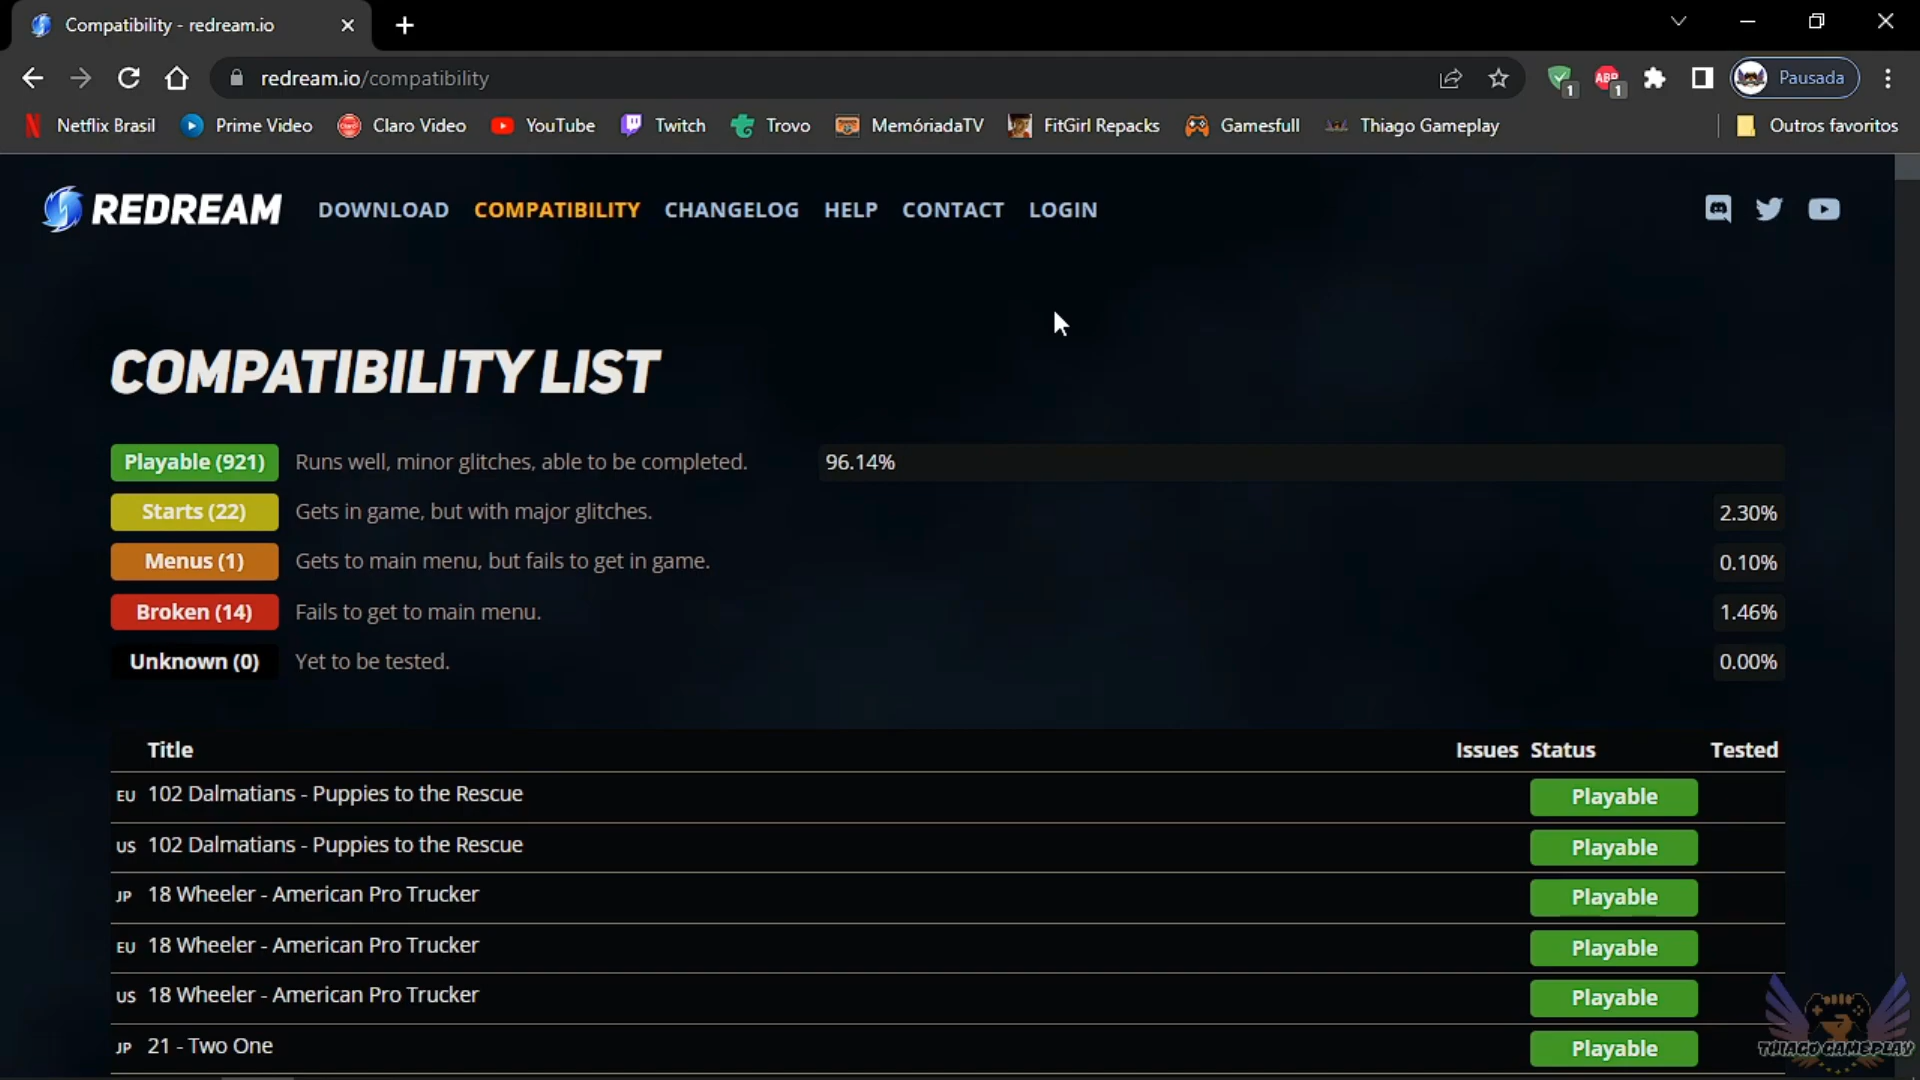 Compatibility - redream.io
redream.io/compatibility
1
ABP
1
Pausada
Netflix Brasil
Prime Video
Claro Video
YouTube
Twitch
Trovo
MemóriadaTV
FitGirl Repacks
Gamesfull
Thiago Gameplay
Outros favoritos
REDREAM
DOWNLOAD
COMPATIBILITY
CHANGELOG
HELP
CONTACT
LOGIN
COMPATIBILITY LIST
Playable (921) Runs well, minor glitches, able to be completed. 96.14%
Starts (22) Gets in game, but with major glitches. 2.30%
Menus (1) Gets to main menu, but fails to get in game. 0.10%
Broken (14) Fails to get to main menu. 1.46%
Unknown (0) Yet to be tested. 0.00%
Title Issues Status Tested
EU 102 Dalmatians - Puppies to the Rescue Playable
US 102 Dalmatians - Puppies to the Rescue Playable
JP 18 Wheeler - American Pro Trucker Playable
EU 18 Wheeler - American Pro Trucker Playable
US 18 Wheeler - American Pro Trucker Playable
JP 21 - Two One Playable
THIAGO GAMEPLAY